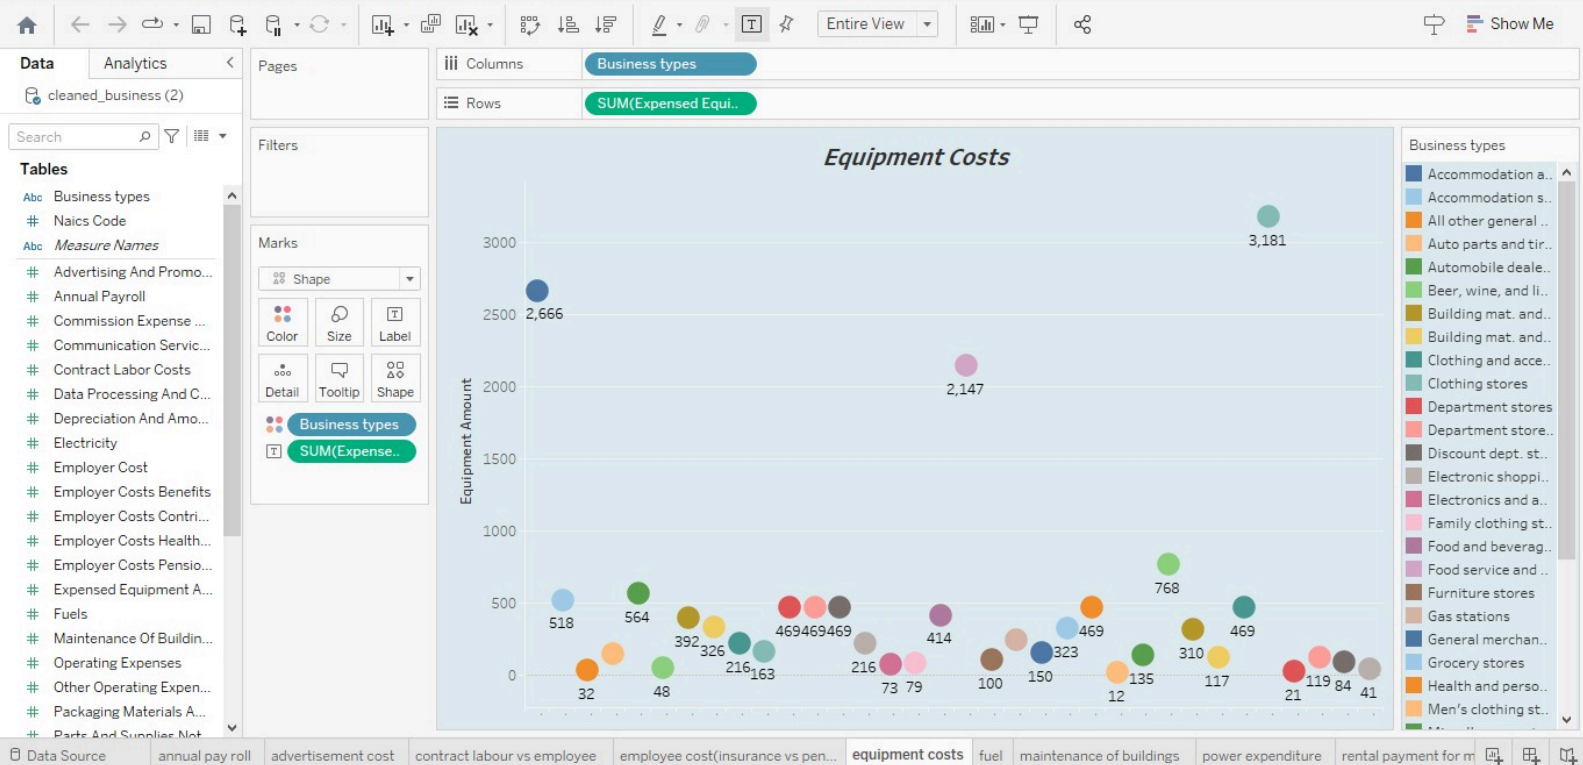 Entire View
Show Me
Data
Analytics
cleaned_business (2)
Search
Tables
Abc Business types
# Naics Code
Abc Measure Names
# Advertising And Promo...
# Annual Payroll
# Commission Expense ...
# Communication Servic...
# Contract Labor Costs
# Data Processing And C...
# Depreciation And Amo...
# Electricity
# Employer Cost
# Employer Costs Benefits
# Employer Costs Contri...
# Employer Costs Health...
# Employer Costs Pensio...
# Expensed Equipment A...
# Fuels
# Maintenance Of Buildin...
# Operating Expenses
# Other Operating Expen...
# Packaging Materials A...
# Parts And Supplies Not
Pages
Filters
Marks
Shape
Color
Size
T
Label
Detail
Tooltip
Shape
Business types
T
SUM(Expense..
iii Columns
Business types
Rows
SUM(Expensed Equi..
Equipment Costs
Equipment Amount
3000
2500
2000
1500
1000
500
0
2,666
518
32
564
48
392
326
216
163
469
469
469
216
73
79
414
2,147
100
150
323
469
12
135
768
310
117
469
3,181
21
119
84
41
Business types
Accommodation a..
Accommodation s..
All other general ..
Auto parts and tir..
Automobile deale..
Beer, wine, and li..
Building mat. and..
Building mat. and..
Clothing and acce..
Clothing stores
Department stores
Department store..
Discount dept. st..
Electronic shoppi..
Electronics and a..
Family clothing st..
Food and beverag..
Food service and ..
Furniture stores
Gas stations
General merchan..
Grocery stores
Health and perso..
Men's clothing st..
Data Source
annual pay roll
advertisement cost
contract labour vs employee
employee cost(insurance vs pen...
equipment costs
fuel
maintenance of buildings
power expenditure
rental payment for m